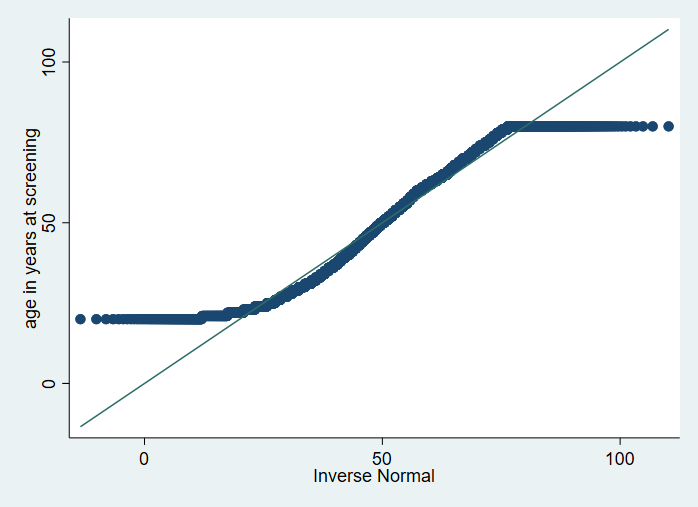 100
50
0
age in years at screening
0 50 100
Inverse Normal